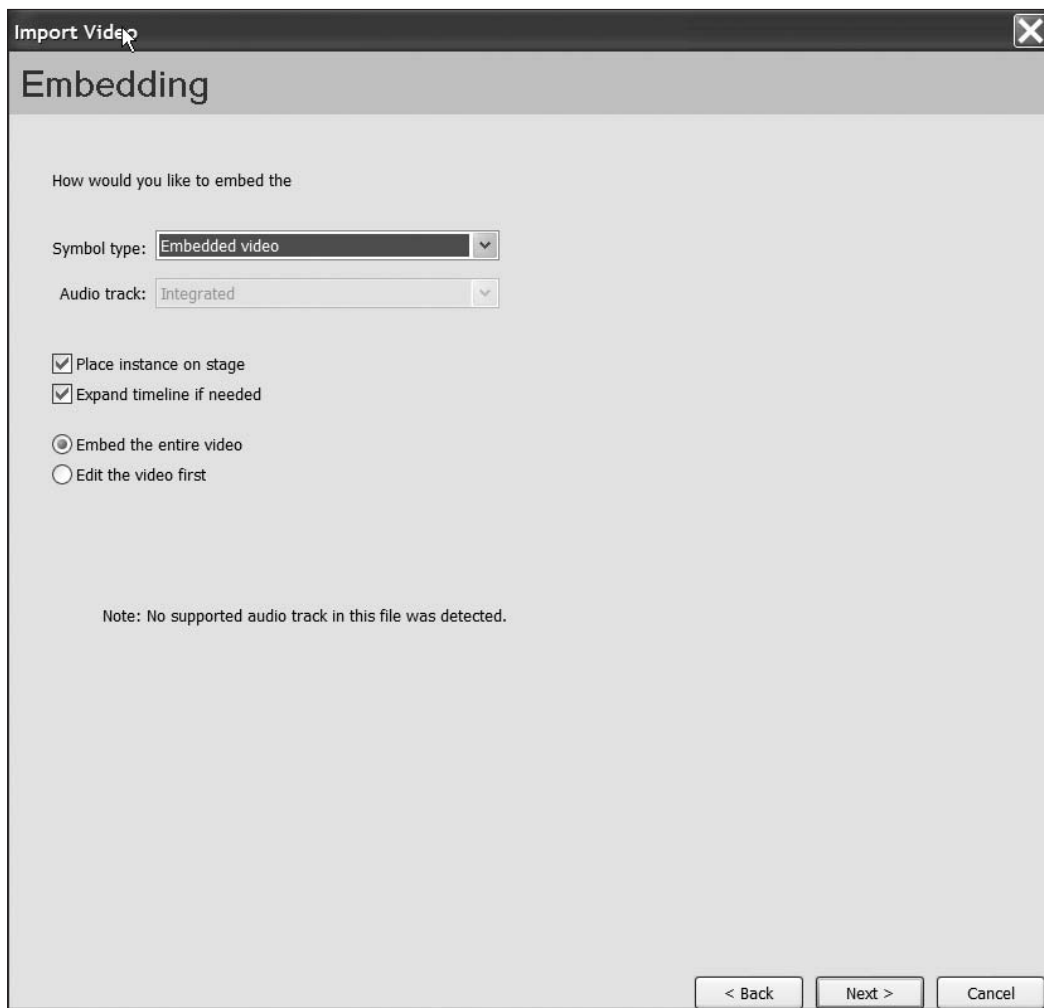 Import Video
Embedding
How would you like to embed the
Symbol type: Embedded video
Audio track: Integrated
Place instance on stage
Expand timeline if needed
Embed the entire video
Edit the video first
Note: No supported audio track in this file was detected.
< Back Next > Cancel